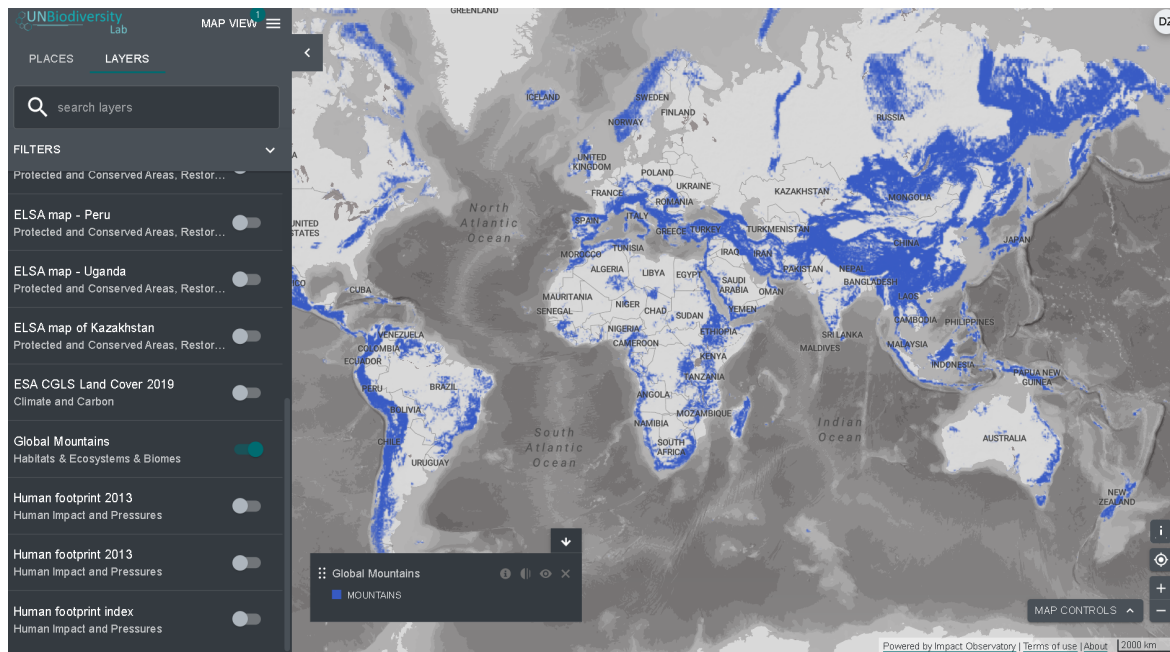 UNBiodiversity
Lab
MAP VIEW
1
PLACES
LAYERS
search layers
FILTERS
Protected and Conserved Areas, Restor...
ELSA map - Peru
Protected and Conserved Areas, Restor...
ELSA map - Uganda
Protected and Conserved Areas, Restor...
ELSA map of Kazakhstan
Protected and Conserved Areas, Restor...
ESA CGLS Land Cover 2019
Climate and Carbon
Global Mountains
Habitats & Ecosystems & Biomes
Human footprint 2013
Human Impact and Pressures
Human footprint 2013
Human Impact and Pressures
Human footprint index
Human Impact and Pressures
GREENLAND
DZ
ICELAND
SWEDEN
FINLAND
NORWAY
RUSSIA
UNITED
KINGDOM
POLAND
UKRAINE
KAZAKHSTAN
FRANCE
ROMANIA
MONGOLIA
North
Atlantic
Ocean
ITALY
SPAIN
GREECE
TURKEY
TURKMENISTAN
UNITED
STATES
JAPAN
CHINA
TUNISIA
MOROCCO
IRAQ
IRAN
ALGERIA
LIBYA
EGYPT
PAKISTAN
NEPAL
BANGLADESH
SAUDI
ARABIA
OMAN
ICO
CUBA
MAURITANIA
NIGER
CHAD
SUDAN
YEMEN
LAOS
SENEGAL
CAMBODIA
PHILIPPINES
NIGERIA
ETHIOPIA
VENEZUELA
CAMEROON
SRI LANKA
MALDIVES
MALAYSIA
COLOMBIA
ECUADOR
KENYA
INDONESIA
PAPUA NEW
GUINEA
PERU
BRAZIL
TANZANIA
ANGOLA
BOLIVIA
MOZAMBIQUE
NAMIBIA
Indian
Ocean
South
Atlantic
Ocean
CHILE
SOUTH
AFRICA
AUSTRALIA
URUGUAY
NEW
ZEALAND
Global Mountains
MOUNTAINS
MAP CONTROLS
Powered by Impact Observatory | Terms of use | About
2000 km